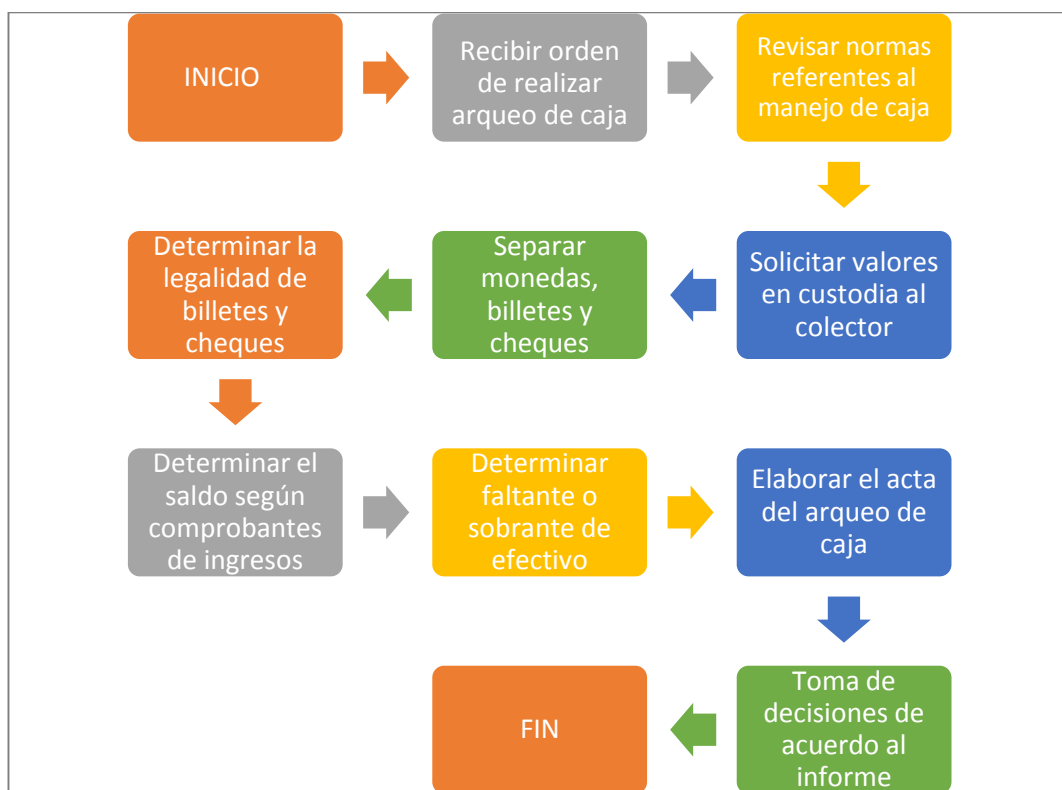 INICIO
Recibir orden
de realizar
arqueo de caja
Revisar normas
referentes al
manejo de caja
Solicitar valores
en custodia al
colector
Separar
monedas,
billetes y
cheques
Determinar la
legalidad de
billetes y
cheques
Determinar el
saldo según
comprobantes
de ingresos
Determinar
faltante o
sobrante de
efectivo
Elaborar el acta
del arqueo de
caja
Toma de
decisiones de
acuerdo al
informe
FIN